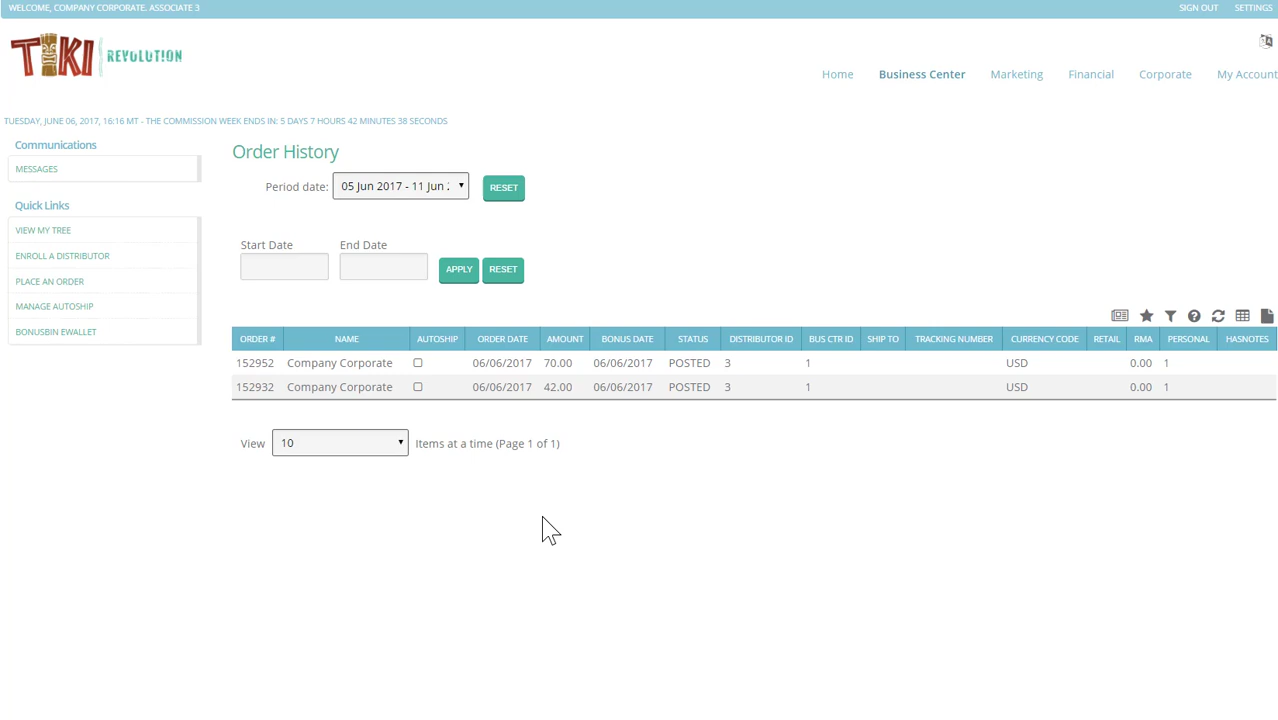 WELCOME, COMPANY CORPORATE. ASSOCIATE 3
SIGN OUT SETTINGS
TIKI REVOLUTION
Home Business Center Marketing Financial Corporate My Account
TUESDAY, JUNE 06, 2017, 16:16 MT - THE COMMISSION WEEK ENDS IN: 5 DAYS 7 HOURS 42 MINUTES 38 SECONDS
Communications
MESSAGES
Quick Links
VIEW MY TREE
ENROLL A DISTRIBUTOR
PLACE AN ORDER
MANAGE AUTOSHIP
BONUSBIN EWALLET
Order History
Period date: 05 Jun 2017 - 11 Jun 2 RESET
Start Date End Date
APPLY RESET
ORDER # NAME AUTOSHIP ORDER DATE AMOUNT BONUS DATE STATUS DISTRIBUTOR ID BUS CTR ID SHIP TO TRACKING NUMBER CURRENCY CODE RETAIL RMA PERSONAL HASNOTES
152952 Company Corporate 06/06/2017 70.00 06/06/2017 POSTED 3 1 USD 0.00 1
152932 Company Corporate 06/06/2017 42.00 06/06/2017 POSTED 3 1 USD 0.00 1
View 10 Items at a time (Page 1 of 1)